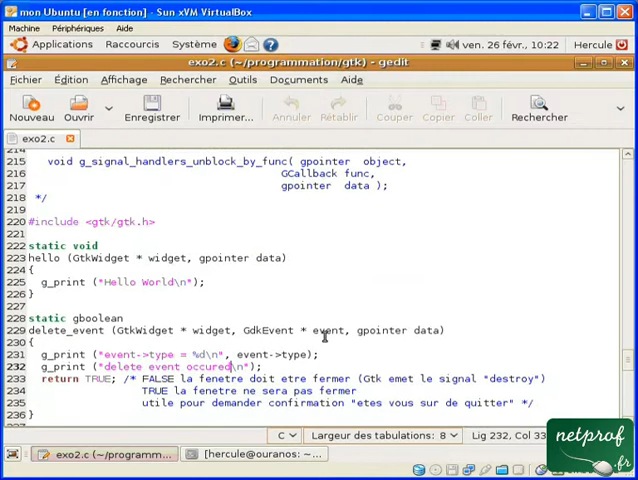 mon Ubuntu [en fonction] - Sun xVM VirtualBox
Machine Périphériques Aide
Applications Raccourcis Système ven. 26 févr., 10:22 Hercule
exo2.c (~/programmation/gtk) - gedit
Fichier Édition Affichage Rechercher Outils Documents Aide
Nouveau Ouvrir Enregistrer Imprimer... Annuler Rétablir Couper Copier Coller Rechercher
exo2.c
214
215 void g_signal_handlers_unblock_by_func( gpointer object,
216 GCallback func,
217 gpointer data );
218 */
219
220 #include <gtk/gtk.h>
221
222 static void
223 hello (GtkWidget * widget, gpointer data)
224 {
225 g_print ("Hello World\n");
226 }
227
228 static gboolean
229 delete_event (GtkWidget * widget, GdkEvent * event, gpointer data)
230 {
231 g_print ("event->type = %d\n", event->type);
232 g_print ("delete event occured\n");
233 return TRUE; /* FALSE la fenetre doit etre fermer (Gtk emet le signal "destroy")
234 TRUE la fenetre ne sera pas fermer
235 utile pour demander confirmation "etes vous sur de quitter" */
236 }
C Largeur des tabulations: 8 Lig 232, Col 33
exo2.c (~/programm... [hercule@ouranos: ~/pro...
netprof
.fr